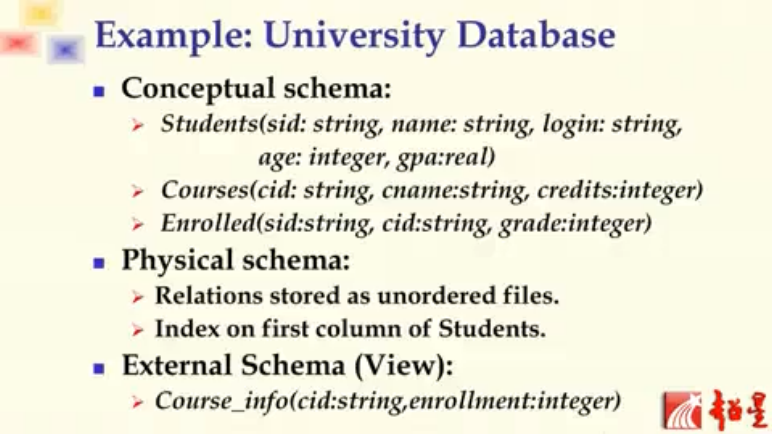 Example: University Database
Conceptual schema:
Students(sid: string, name: string, login: string,
age: integer, gpa:real)
Courses(cid: string, cname:string, credits:integer)
Enrolled(sid:string, cid:string, grade:integer)
Physical schema:
Relations stored as unordered files.
Index on first column of Students.
External Schema (View):
Course_info(cid:string,enrollment:integer)